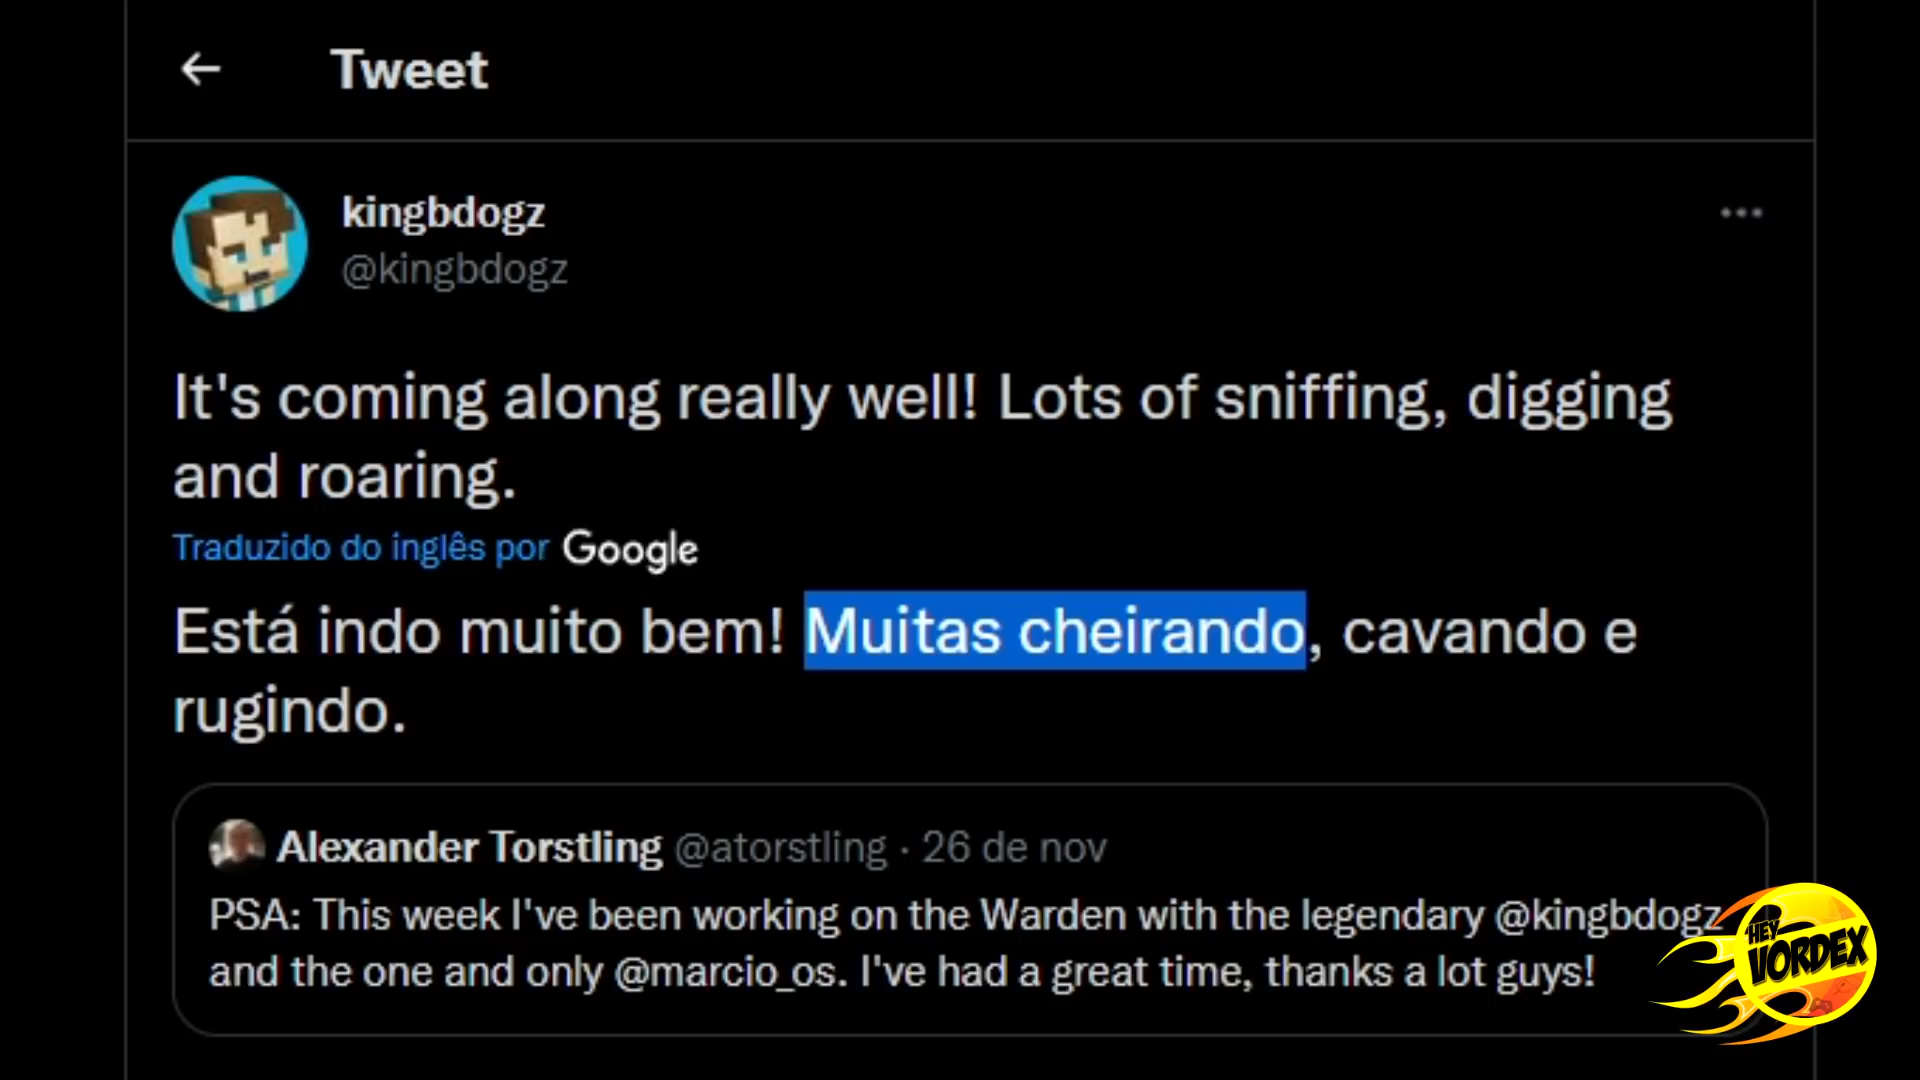 Tweet
kingbdogz
@kingbdogz
It's coming along really well! Lots of sniffing, digging
and roaring.
Traduzido do inglês por Google
Está indo muito bem! Muitas cheirando, cavando e
rugindo.
Alexander Torstling @atorstling · 26 de nov
PSA: This week I've been working on the Warden with the legendary @kingbdogz
and the one and only @marcio_os. I've had a great time, thanks a lot guys!
HEY
VORDEX